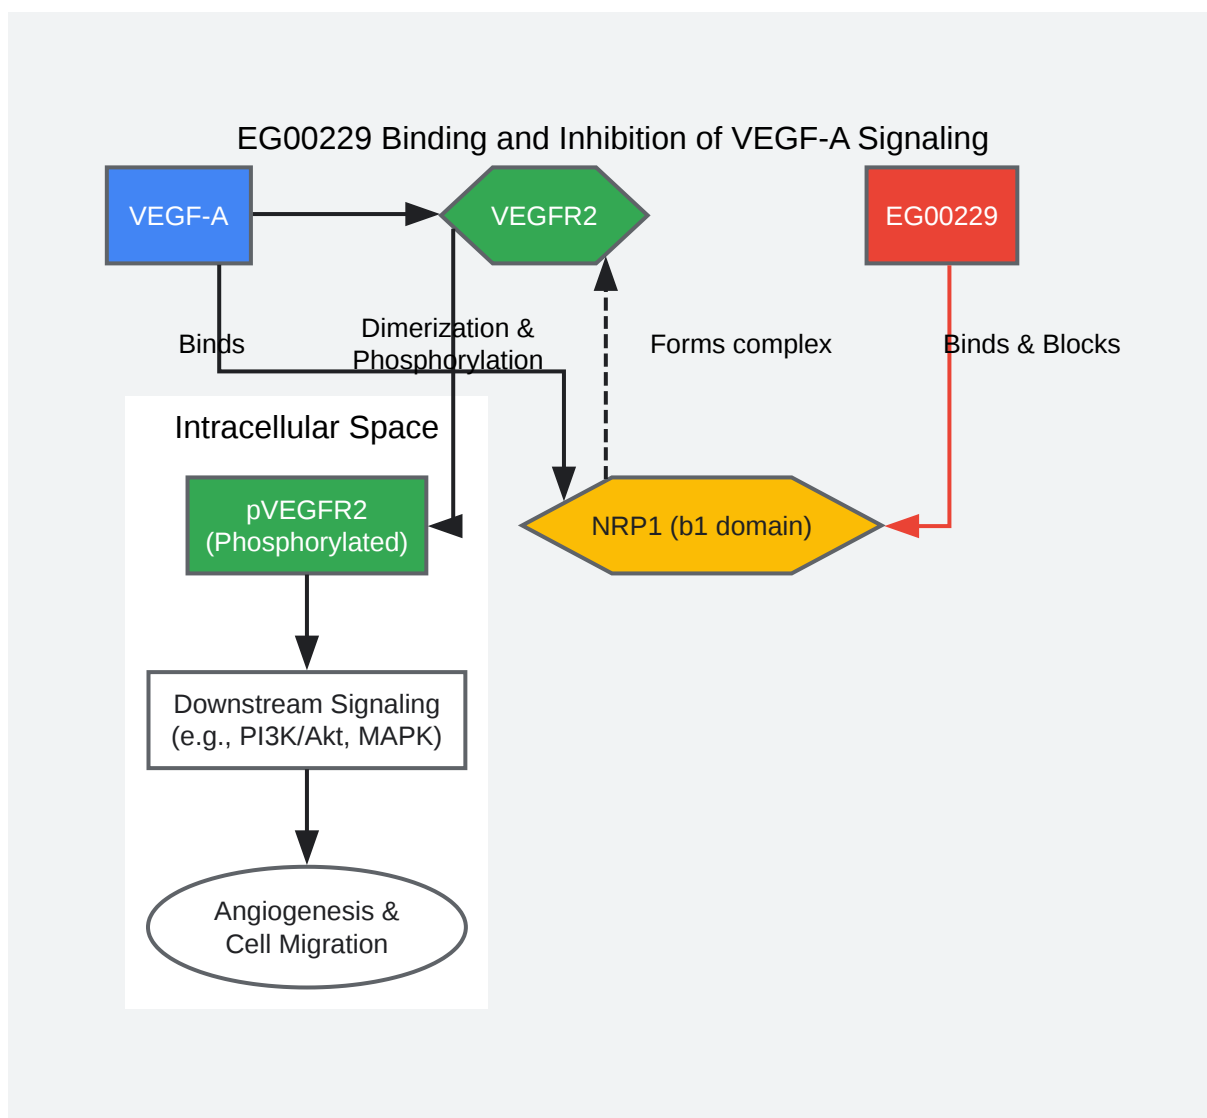 EG00229 Binding and Inhibition of VEGF-A Signaling
VEGF-A
VEGFR2
EG00229
Binds
Dimerization &
Phosphorylation
Forms complex
Binds & Blocks
Intracellular Space
pVEGFR2
(Phosphorylated)
NRP1 (b1 domain)
Downstream Signaling
(e.g., PI3K/Akt, MAPK)
Angiogenesis &
Cell Migration